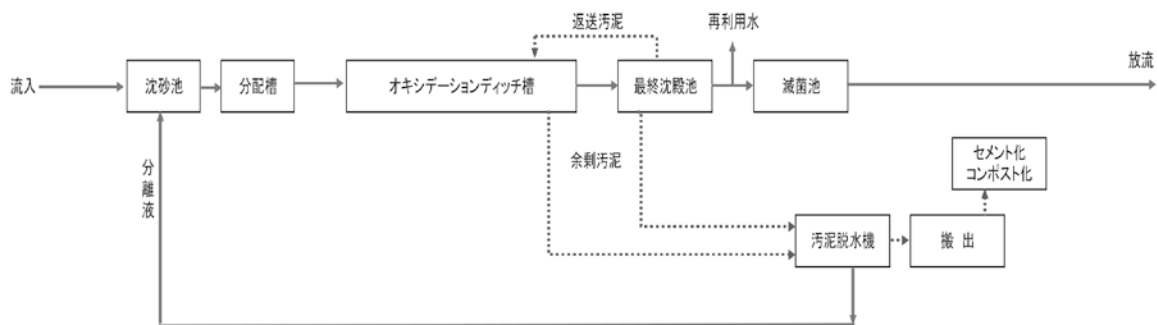 返送汚泥
再利用水
流入
沈砂池
分配槽
オキシデーションディッチ槽
最終沈殿池
滅菌池
放流
分離液
余剰汚泥
セメント化
コンポスト化
汚泥脱水機
搬 出